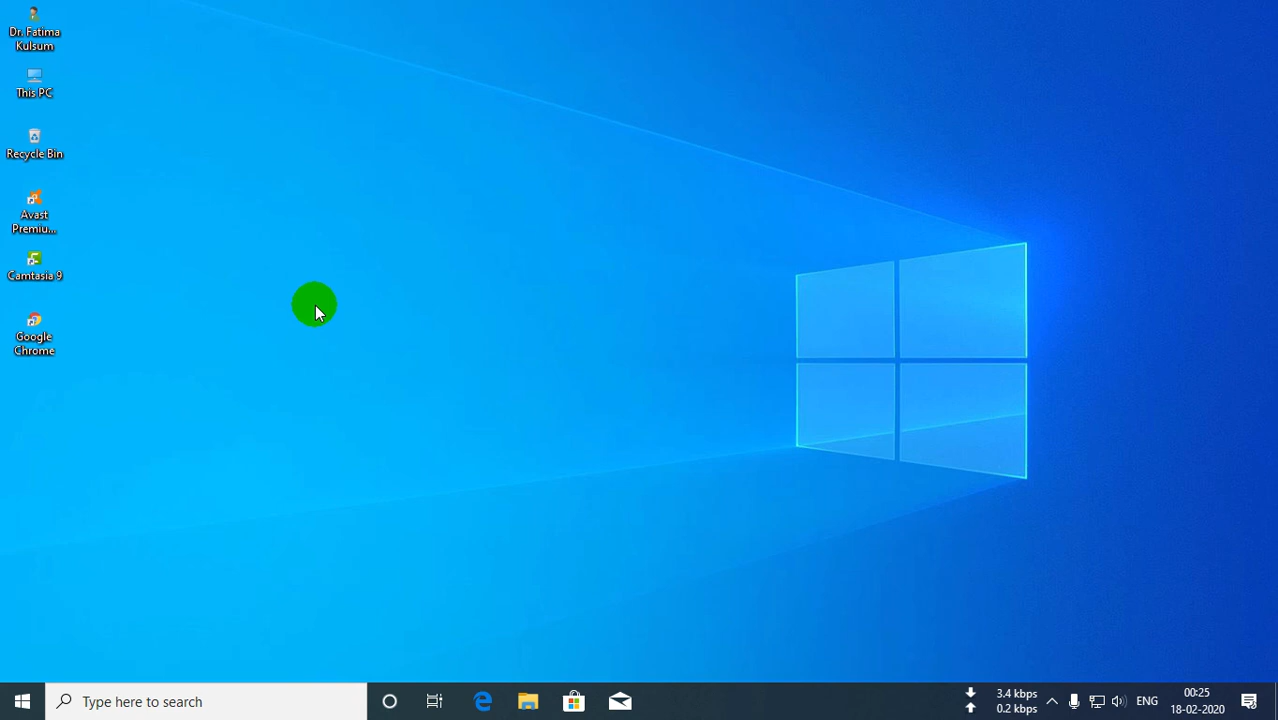 Dr. Fatima
Kulsum
This PC
Recycle Bin
Avast
Premiu...
Camtasia 9
Google
Chrome
Type here to search
3.4 kbps
0.2 kbps
ENG
00:25
18-02-2020